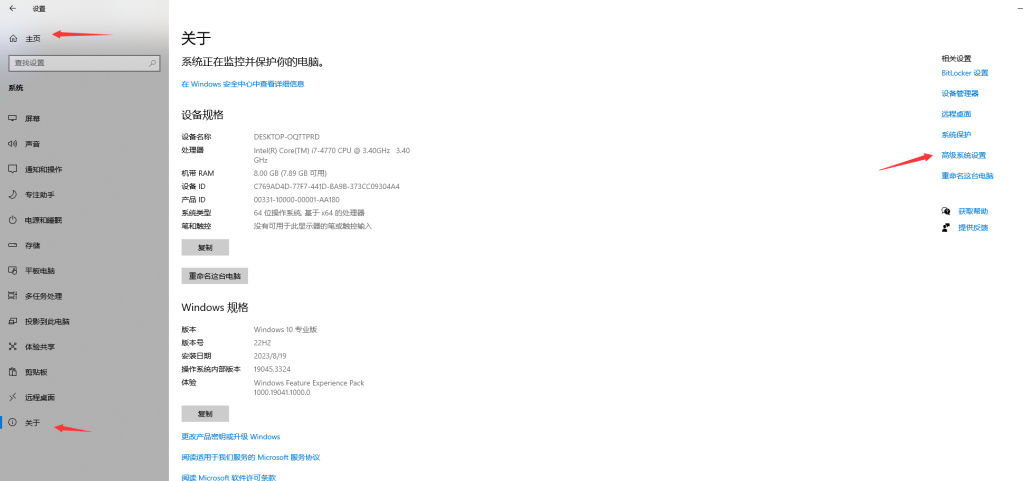 设置
主页
查找设置
系统
屏幕
声音
通知和操作
专注助手
电源和睡眠
存储
平板电脑
多任务处理
投影到此电脑
体验共享
剪贴板
远程桌面
关于
关于
系统正在监控并保护你的电脑。
在 Windows 安全中心中查看详细信息
设备规格
设备名称 DESKTOP-OQTTPRD
处理器 Intel(R) Core(TM) i7-4770 CPU @ 3.40GHz 3.40
GHz
机带 RAM 8.00 GB (7.89 GB 可用)
设备 ID C769AD4D-77F7-441D-8A9B-373CC09304A4
产品 ID 00331-10000-00001-AA180
系统类型 64 位操作系统, 基于 x64 的处理器
笔和触控 没有可用于此显示器的笔或触控输入
复制
重命名这台电脑
Windows 规格
版本 Windows 10 专业版
版本号 22H2
安装日期 2023/8/19
操作系统内部版本 19045.3324
体验 Windows Feature Experience Pack
1000.19041.1000.0
复制
更改产品密钥或升级 Windows
阅读适用于我们服务的 Microsoft 服务协议
阅读 Microsoft 软件许可条款
相关设置
BitLocker 设置
设备管理器
远程桌面
系统保护
高级系统设置
重命名这台电脑
获取帮助
提供反馈